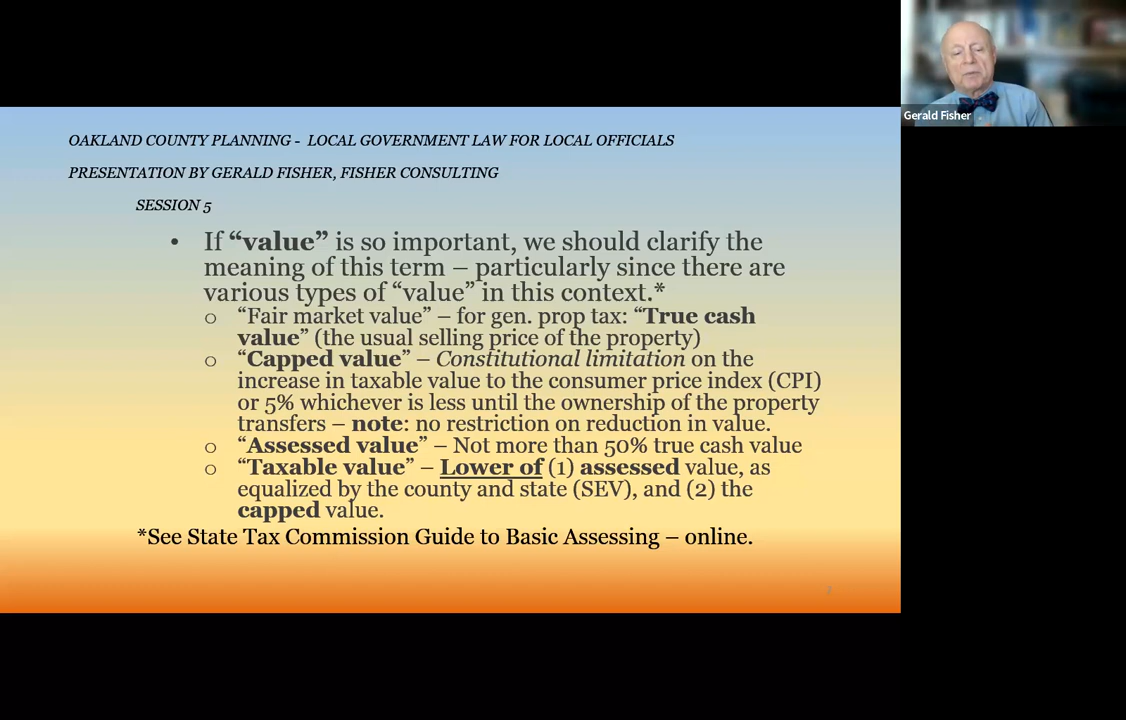 Gerald Fisher
OAKLAND COUNTY PLANNING - LOCAL GOVERNMENT LAW FOR LOCAL OFFICIALS
PRESENTATION BY GERALD FISHER, FISHER CONSULTING
SESSION 5
• If “value” is so important, we should clarify the
meaning of this term – particularly since there are
various types of “value” in this context.*
o “Fair market value” – for gen. prop tax: “True cash
value” (the usual selling price of the property)
o “Capped value” – Constitutional limitation on the
increase in taxable value to the consumer price index (CPI)
or 5% whichever is less until the ownership of the property
transfers – note: no restriction on reduction in value.
o “Assessed value” – Not more than 50% true cash value
o “Taxable value” – Lower of (1) assessed value, as
equalized by the county and state (SEV), and (2) the
capped value.
*See State Tax Commission Guide to Basic Assessing – online.